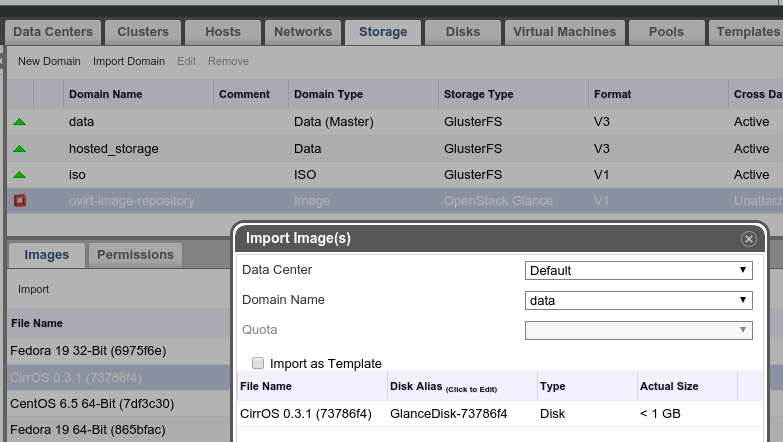 Data Centers Clusters Hosts Networks Storage Disks Virtual Machines Pools Templates
New Domain Import Domain Edit Remove
Domain Name Comment Domain Type Storage Type Format Cross Da
data Data (Master) GlusterFS V3 Active
hosted_storage Data GlusterFS V3 Active
iso ISO GlusterFS V1 Active
ovirt-image-repository Image OpenStack Glance V1 Unattach
Images Permissions
Import
File Name
Fedora 19 32-Bit (6975f6e)
CirrOS 0.3.1 (73786f4)
CentOS 6.5 64-Bit (7df3c30)
Fedora 19 64-Bit (865bfac)
Import Image(s)
Data Center Default
Domain Name data
Quota
Import as Template
File Name Disk Alias (Click to Edit) Type Actual Size
CirrOS 0.3.1 (73786f4) GlanceDisk-73786f4 Disk < 1 GB